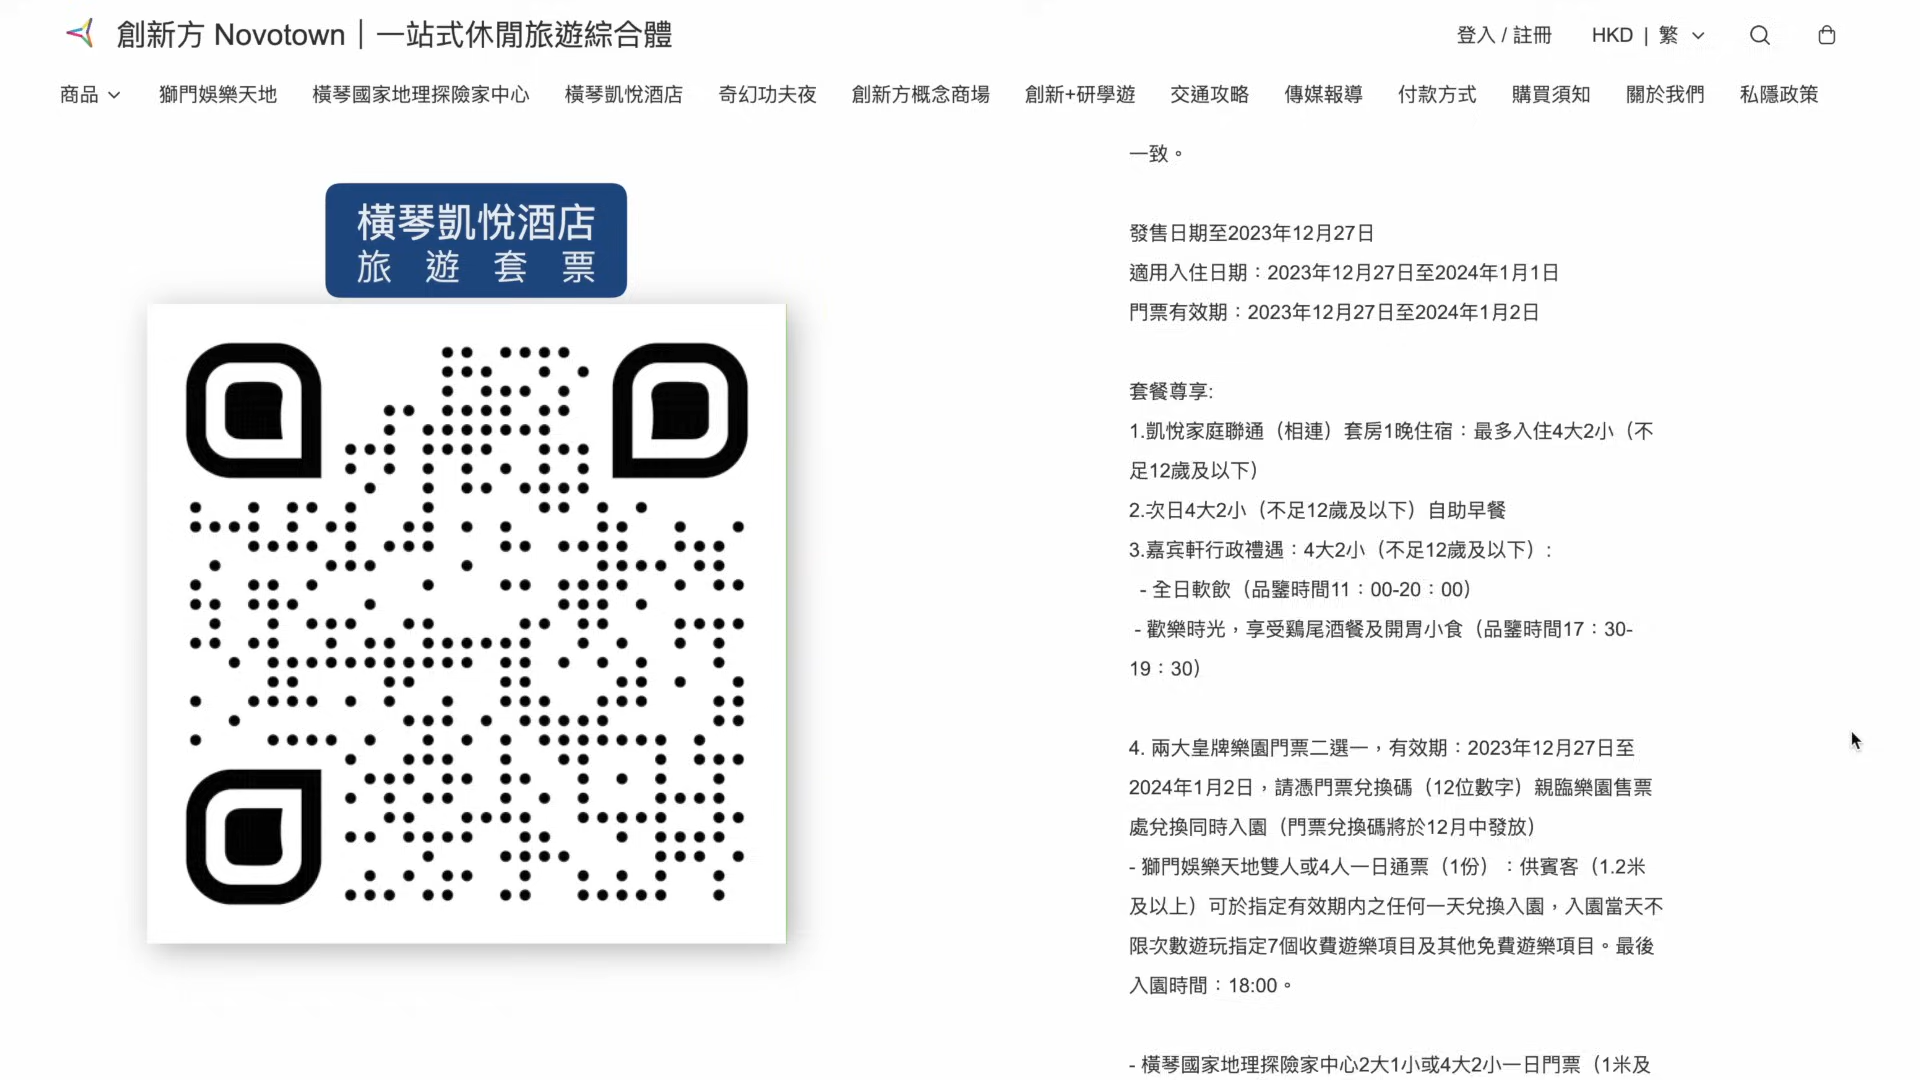 創新方 Novotown｜一站式休閒旅遊綜合體
登入 / 註冊
HKD | 繁
商品
獅門娛樂天地
橫琴國家地理探險家中心
橫琴凱悅酒店
奇幻功夫夜
創新方概念商場
創新+研學遊
交通攻略
傳媒報導
付款方式
購買須知
關於我們
私隱政策
橫琴凱悅酒店
旅遊套票
一致。
發售日期至2023年12月27日
適用入住日期：2023年12月27日至2024年1月1日
門票有效期：2023年12月27日至2024年1月2日
套餐尊享:
1.凱悅家庭聯通（相連）套房1晚住宿：最多入住4大2小（不
足12歲及以下）
2.次日4大2小（不足12歲及以下）自助早餐
3.嘉宾軒行政禮遇：4大2小（不足12歲及以下）:
- 全日軟飲（品鑒時間11：00-20：00）
- 歡樂時光，享受鷄尾酒餐及開胃小食（品鑒時間17：30-
19：30）
4. 兩大皇牌樂園門票二選一，有效期：2023年12月27日至
2024年1月2日，請憑門票兌換碼（12位數字）親臨樂園售票
處兌換同時入園（門票兌換碼將於12月中發放）
- 獅門娛樂天地雙人或4人一日通票（1份）：供賓客（1.2米
及以上）可於指定有效期内之任何一天兌換入園，入園當天不
限次數遊玩指定7個收費遊樂項目及其他免費遊樂項目。最後
入園時間：18:00。
- 橫琴國家地理探險家中心2大1小或4大2小一日門票（1米及